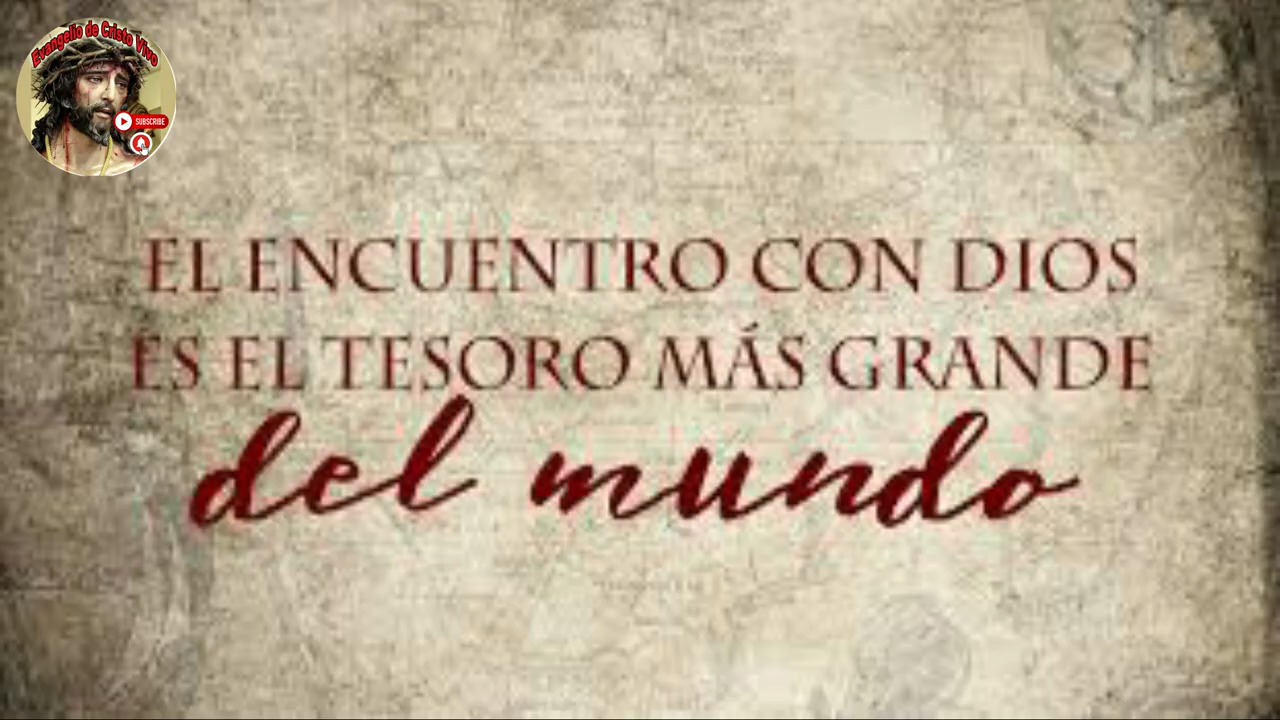 Evangelio de Cristo Vivo
SUBSCRIBE
EL ENCUENTRO CON DIOS
ES EL TESORO MÁS GRANDE
del mundo